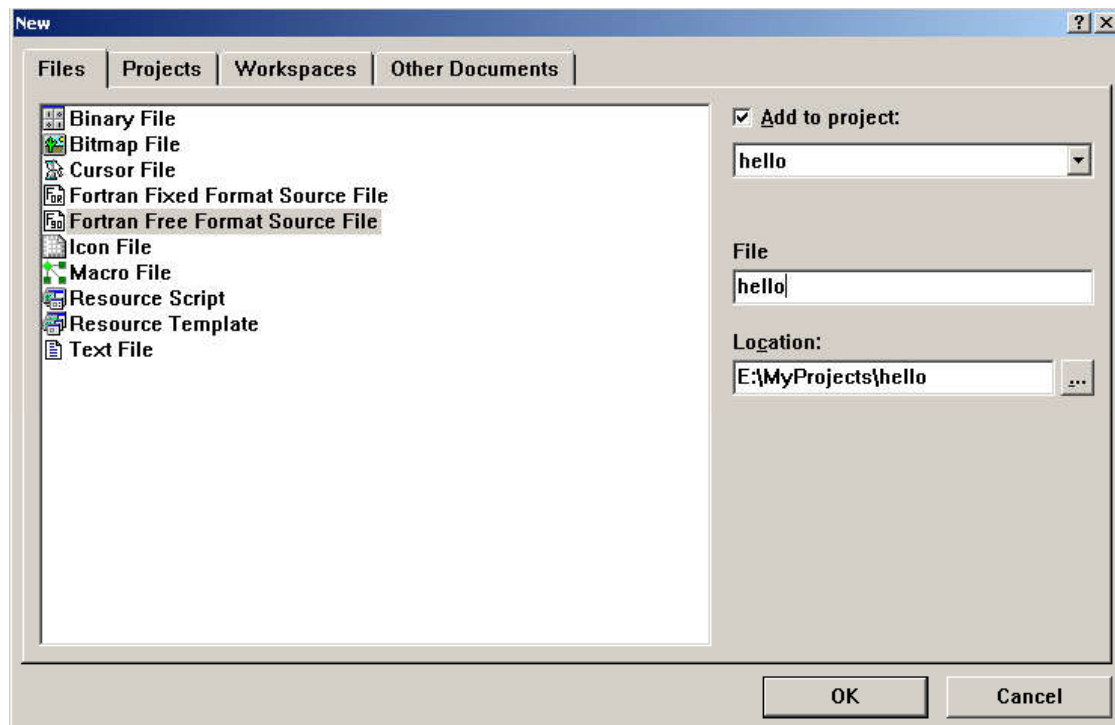 New
Files Projects Workspaces Other Documents
Binary File
Bitmap File
Cursor File
Fortran Fixed Format Source File
Fortran Free Format Source File
Icon File
Macro File
Resource Script
Resource Template
Text File
Add to project:
hello
File
hello
Location:
E:\MyProjects\hello
...
OK Cancel